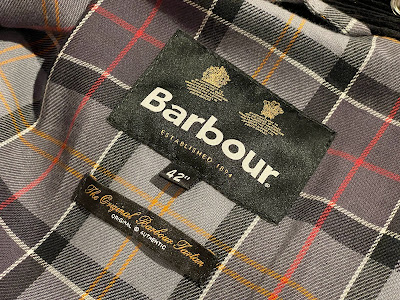 Barbour®
ESTABLISHED 1894
42"
The Original Barbour Tartan
ORIGINAL & AUTHENTIC